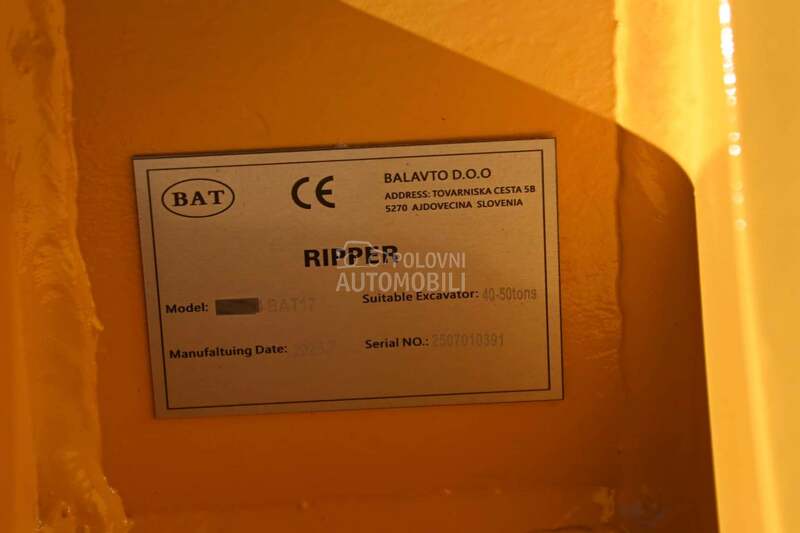 BAT
CE
BALAVTO D.O.O
ADDRESS: TOVARNISKA CESTA 5B
5270 AJDOVECINA SLOVENIA
RIPPER
POLOVNI
AUTOMOBILI
Model: BAT17
Suitable Excavator: 40-50tons
Manufaltuing Date:
Serial NO.: 2507010391